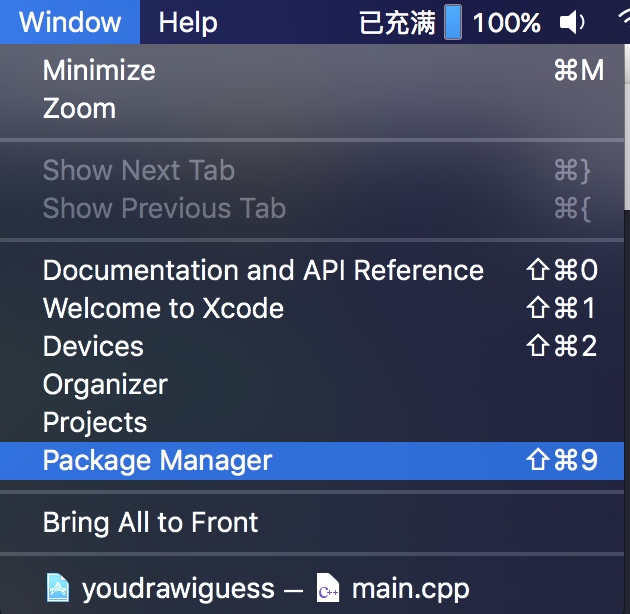 Window Help 已充满 100%
Minimize ⌘M
Zoom
Show Next Tab ⌘}
Show Previous Tab ⌘{
Documentation and API Reference ⇧⌘0
Welcome to Xcode ⇧⌘1
Devices ⇧⌘2
Organizer
Projects
Package Manager ⇧⌘9
Bring All to Front
youdrawiguess — C++ main.cpp